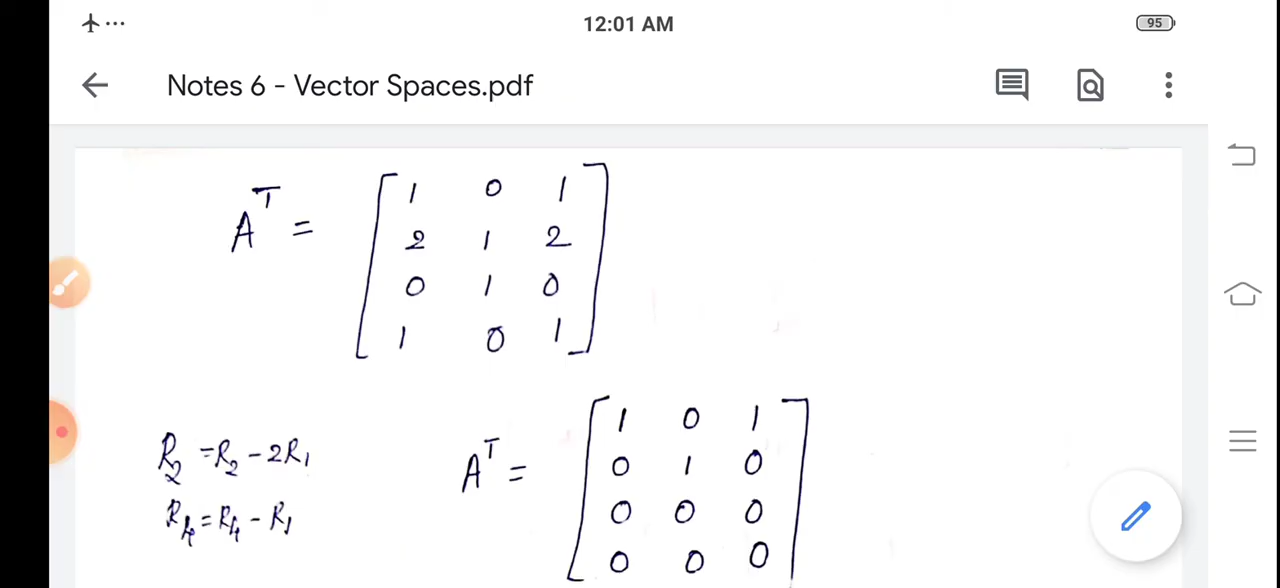 12:01 AM
95
Notes 6 - Vector Spaces.pdf
A^T = [ 1 0 1
2 1 2
0 1 0
1 0 1 ]
R2 = R2 - 2R1
R4 = R4 - R1
A^T = [ 1 0 1
0 1 0
0 0 0
0 0 0 ]